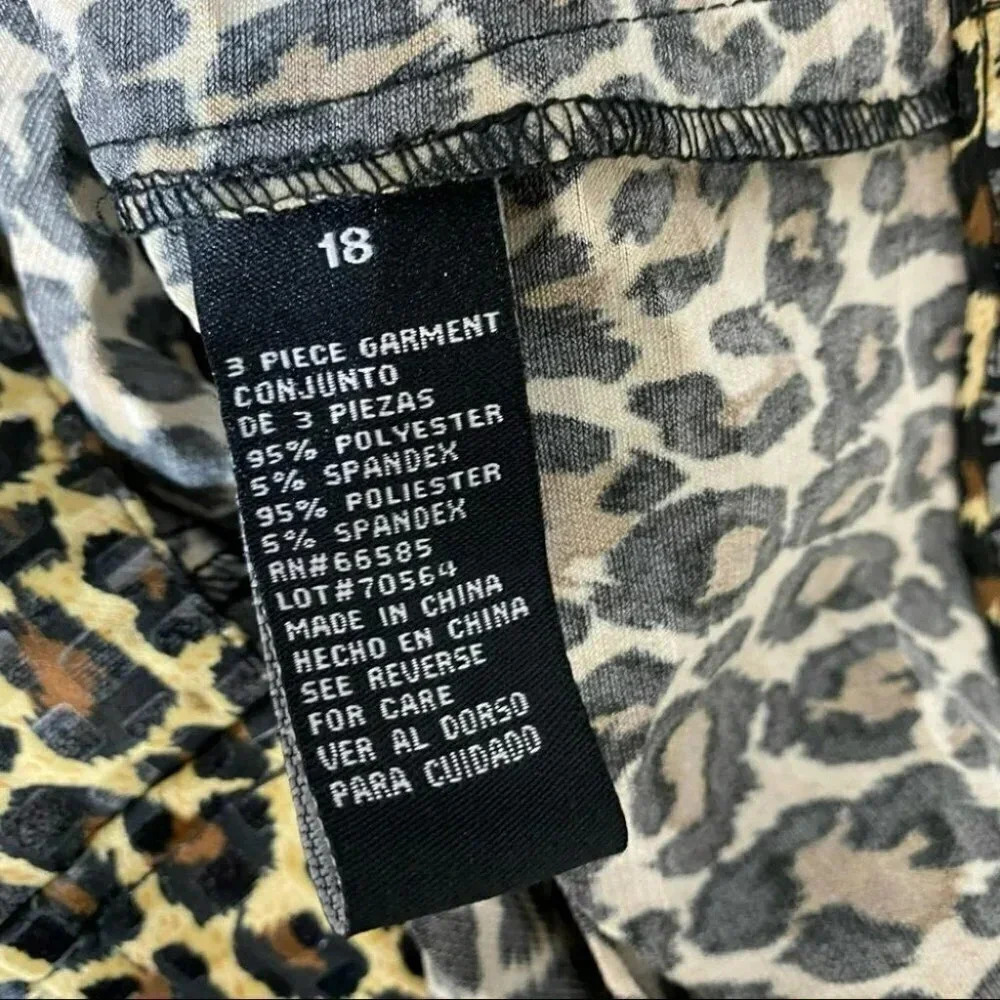 18
3 PIECE GARMENT
CONJUNTO
DE 3 PIEZAS
95% POLYESTER
5% SPANDEX
95% POLIESTER
5% SPANDEX
RN#66585
LOT#70564
MADE IN CHINA
HECHO EN CHINA
SEE REVERSE
FOR CARE
VER AL DORSO
PARA CUIDADO